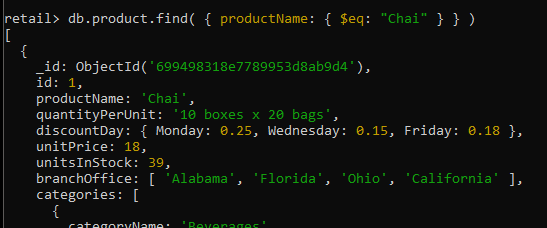 retail> db.product.find( { productName: { $eq: "Chai" } } )
[
  {
    _id: ObjectId('699498318e7789953d8ab9d4'),
    id: 1,
    productName: 'Chai',
    quantityPerUnit: '10 boxes x 20 bags',
    discountDay: { Monday: 0.25, Wednesday: 0.15, Friday: 0.18 },
    unitPrice: 18,
    unitsInStock: 39,
    branchOffice: [ 'Alabama', 'Florida', 'Ohio', 'California' ],
    categories: [
      {
        categoryName: 'Beverages'